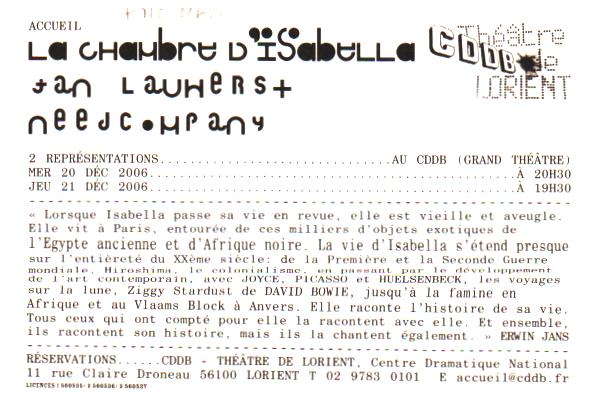 ACCUEIL
La chambre d'ISabella
Jan Lauwers +
needcompany
CDDB Théâtre
de
LORIENT
2 REPRÉSENTATIONS..............................AU CDDB (GRAND THÉÂTRE)
MER 20 DÉC 2006................................................À 20H30
JEU 21 DÉC 2006................................................À 19H30
« Lorsque Isabella passe sa vie en revue, elle est vieille et aveugle.
Elle vit à Paris, entourée de ces milliers d'objets exotiques de
l'Egypte ancienne et d'Afrique noire. La vie d'Isabella s'étend presque
sur l'entièreté du XXème siècle: de la Première et la Seconde Guerre
mondiale, Hiroshima, le colonialisme, en passant par le développement
de l'art contemporain, avec JOYCE, PICASSO et HUELSENBECK, les voyages
sur la lune, Ziggy Stardust de DAVID BOWIE, jusqu'à la famine en
Afrique et au Vlaams Block à Anvers. Elle raconte l'histoire de sa vie.
Tous ceux qui ont compté pour elle la racontent avec elle. Et ensemble,
ils racontent son histoire, mais ils la chantent également. » ERWIN JANS
RÉSERVATIONS......CDDB - THÉÂTRE DE LORIENT, Centre Dramatique National
11 rue Claire Droneau 56100 LORIENT T 02 9783 0101 E accueil@cddb.fr
LICENCES : 560535/ 2 560536/ 3 560537